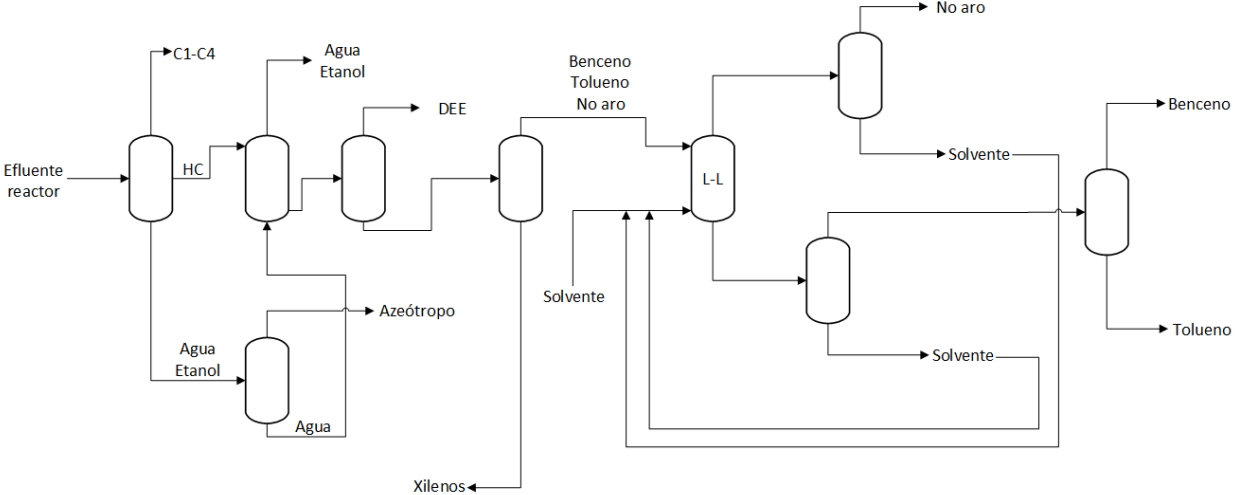 No aro
C1-C4
Agua
Etanol
Benceno
Tolueno
No aro
DEE
Benceno
Efluente
reactor
HC
L-L
Solvente
Solvente
Azeótropo
Tolueno
Agua
Etanol
Solvente
Agua
Xilenos